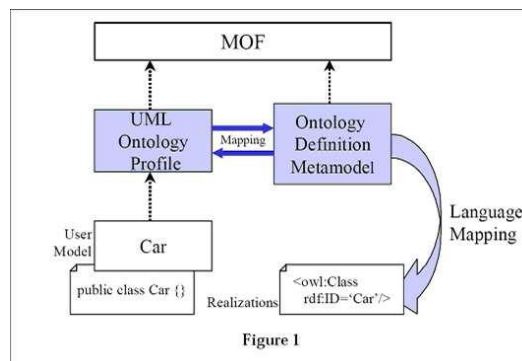 MOF
UML
Ontology
Profile
Mapping
Ontology
Definition
Metamodel
Language
Mapping
User
Model
Car
public class Car {}
Realizations
<owl:Class
rdf:ID='Car'/>
Figure 1